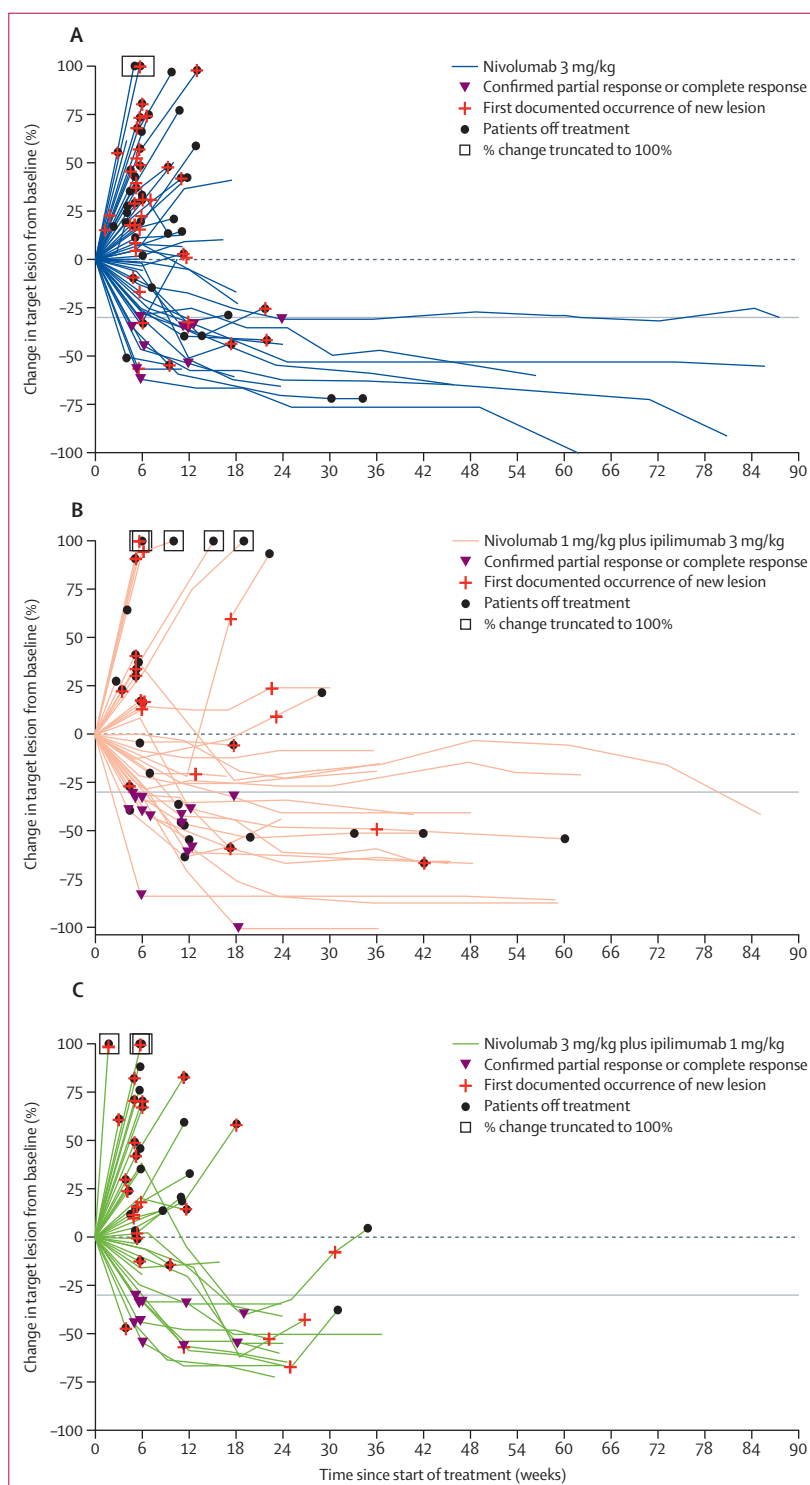 A
Change in target lesion from baseline (%)
100
75
50
25
0
−25
−50
−75
−100
0 6 12 18 24 30 36 42 48 54 60 66 72 78 84 90
Nivolumab 3 mg/kg
Confirmed partial response or complete response
First documented occurrence of new lesion
Patients off treatment
% change truncated to 100%
B
Change in target lesion from baseline (%)
100
75
50
25
0
−25
−50
−75
−100
0 6 12 18 24 30 36 42 48 54 60 66 72 78 84 90
Nivolumab 1 mg/kg plus ipilimumab 3 mg/kg
Confirmed partial response or complete response
First documented occurrence of new lesion
Patients off treatment
% change truncated to 100%
C
Change in target lesion from baseline (%)
100
75
50
25
0
−25
−50
−75
−100
0 6 12 18 24 30 36 42 48 54 60 66 72 78 84 90
Time since start of treatment (weeks)
Nivolumab 3 mg/kg plus ipilimumab 1 mg/kg
Confirmed partial response or complete response
First documented occurrence of new lesion
Patients off treatment
% change truncated to 100%